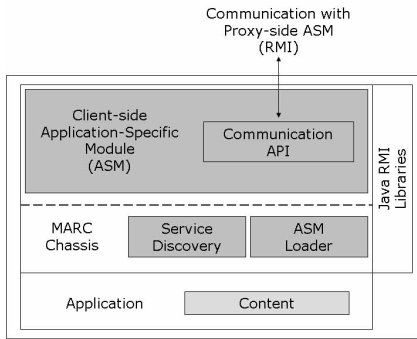 Communication with
Proxy-side ASM
(RMI)
Client-side
Application-Specific
Module
(ASM)
Communication
API
Java RMI
Libraries
MARC
Chassis
Service
Discovery
ASM
Loader
Application
Content